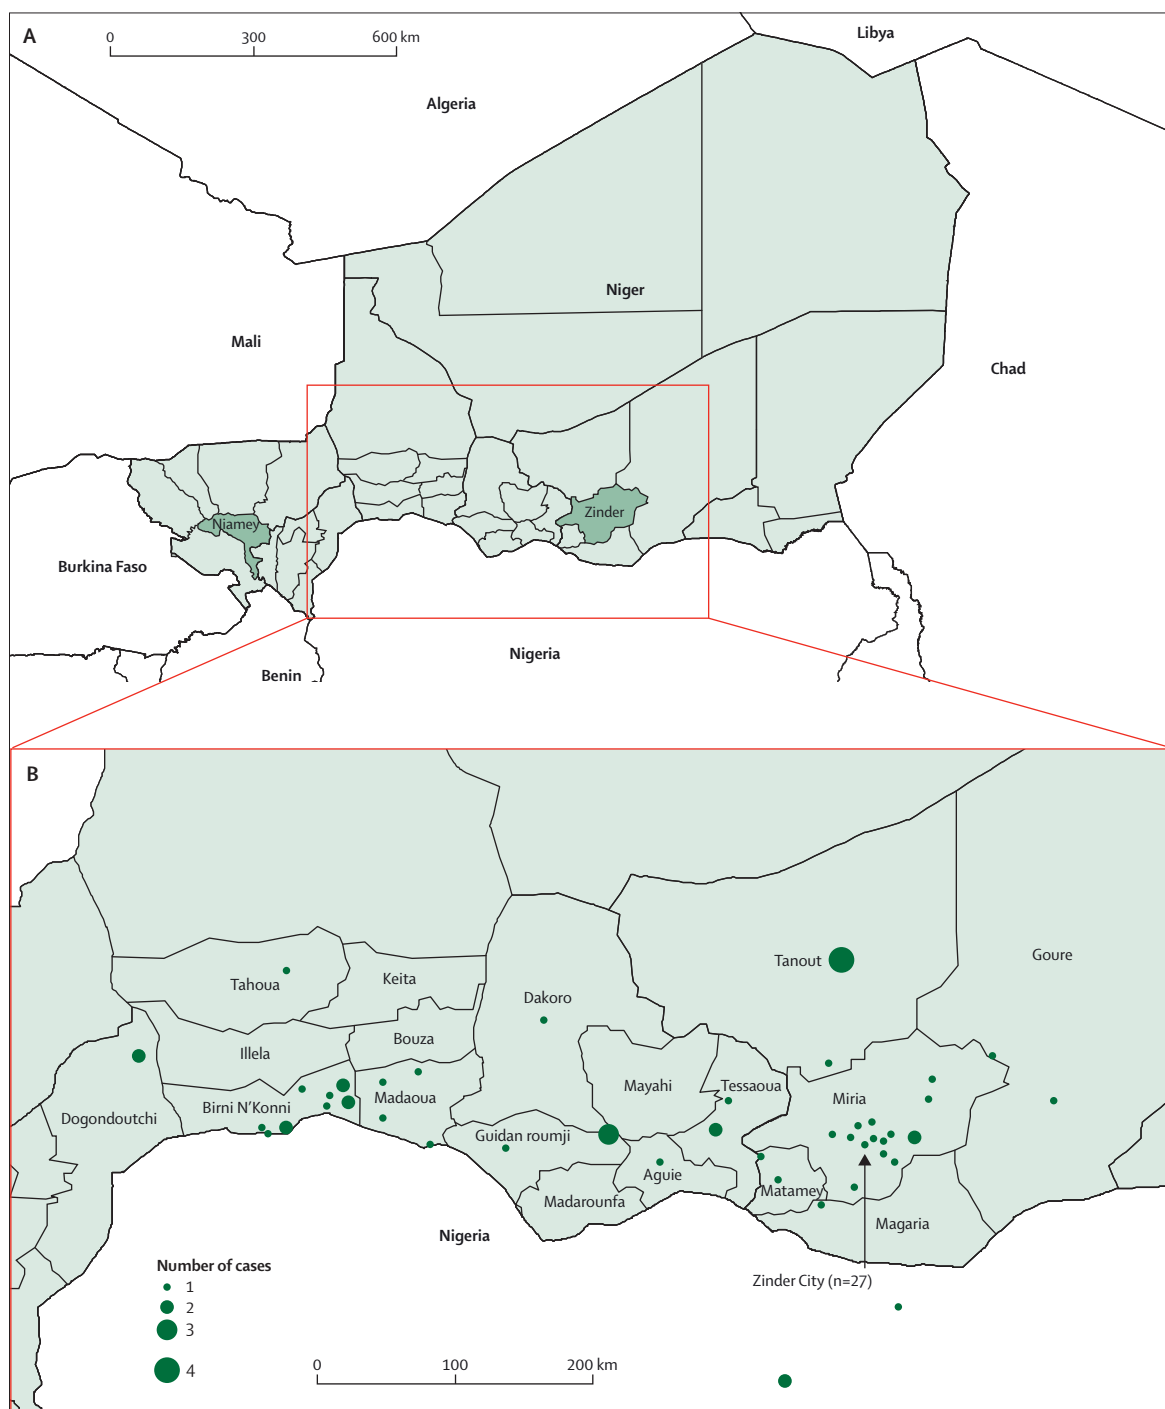 A
0 300 600 km
Libya
Algeria
Niger
Mali
Chad
Niamey
Zinder
Burkina Faso
Nigeria
Benin
B
Tanout
Goure
Tahoua
Keita
Dakoro
Bouza
Illela
Mayahi
Tessaoua
Miria
Madaoua
Birni N’Konni
Dogondoutchi
Guidan roumji
Aguie
Matamey
Madarounfa
Magaria
Nigeria
Zinder City (n=27)
Number of cases
1
2
3
4
0 100 200 km